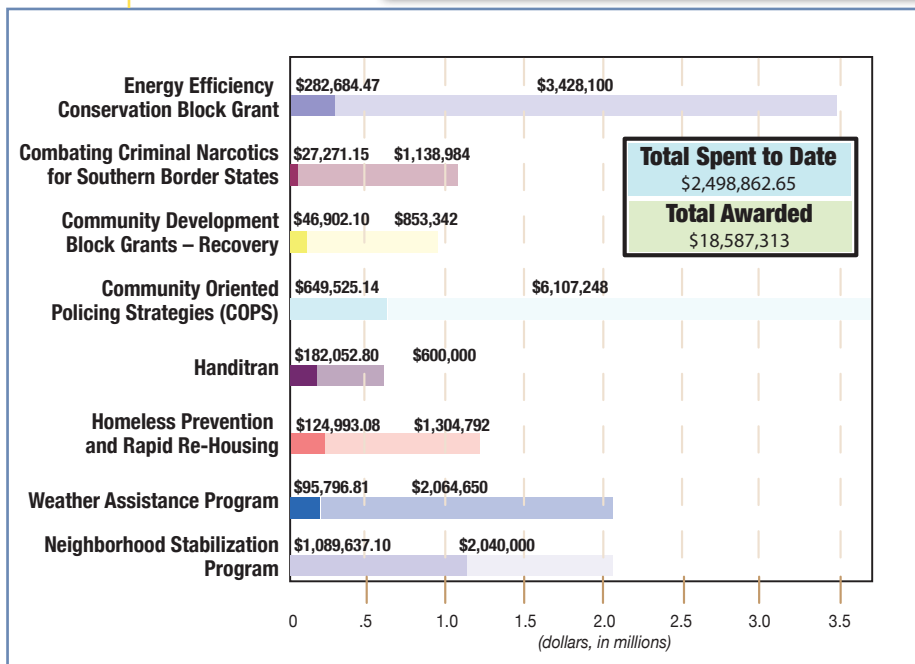 Energy Efficiency
Conservation Block Grant
$282,684.47 $3,428,100
Combating Criminal Narcotics
for Southern Border States
$27,271.15 $1,138,984
Community Development
Block Grants – Recovery
$46,902.10 $853,342
Community Oriented
Policing Strategies (COPS)
$649,525.14 $6,107,248
Handitran
$182,052.80 $600,000
Homeless Prevention
and Rapid Re-Housing
$124,993.08 $1,304,792
Weather Assistance Program
$95,796.81 $2,064,650
Neighborhood Stabilization
Program
$1,089,637.10 $2,040,000
Total Spent to Date
$2,498,862.65
Total Awarded
$18,587,313
0 .5 1.0 1.5 2.0 2.5 3.0 3.5
(dollars, in millions)